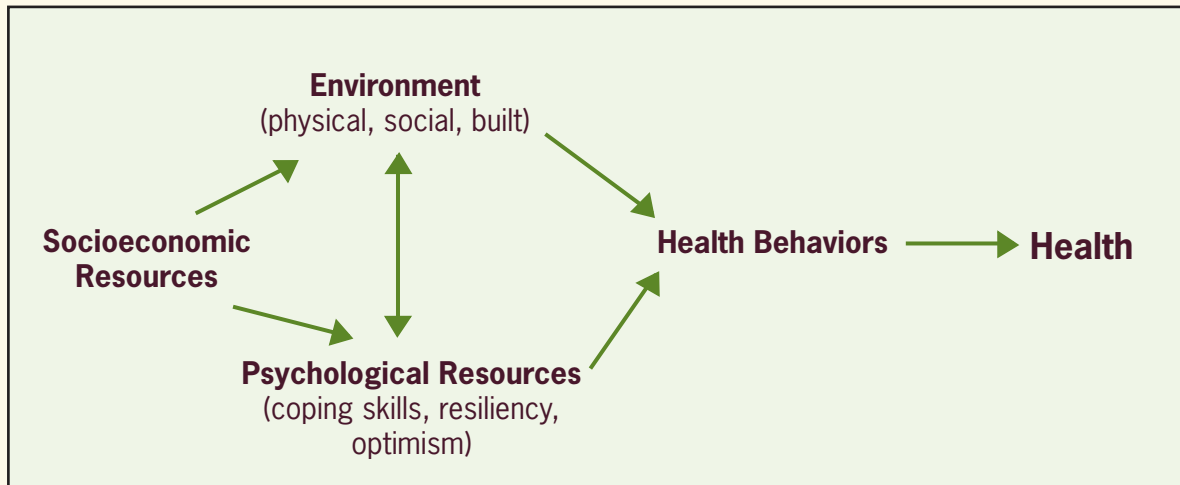 Environment
(physical, social, built)
Socioeconomic
Resources
Health Behaviors
Health
Psychological Resources
(coping skills, resiliency,
optimism)